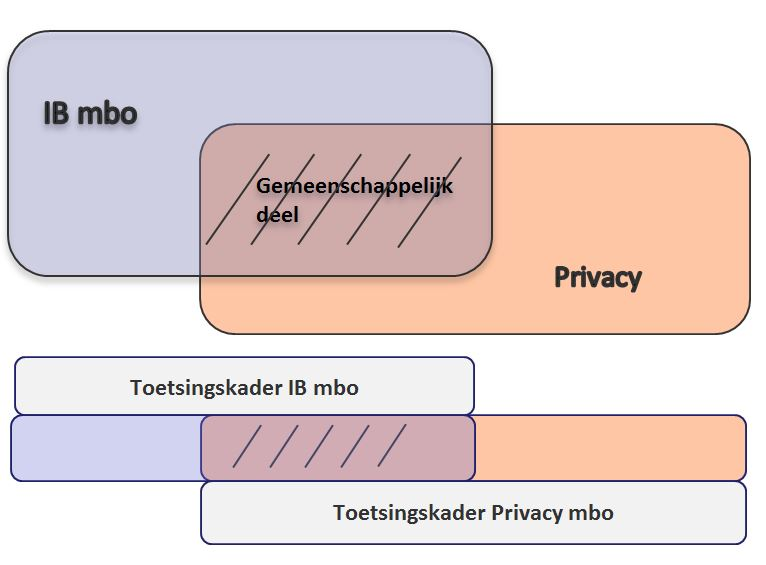 IB mbo
Gemeenschappelijk
deel
Privacy
Toetsingskader IB mbo
Toetsingskader Privacy mbo